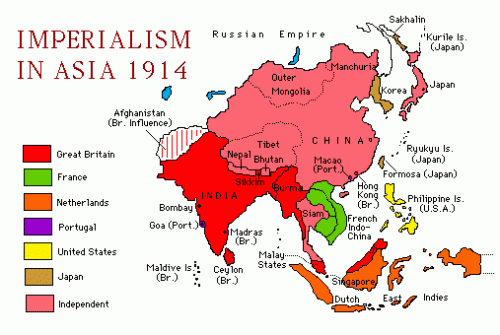 IMPERIALISM
IN ASIA 1914
Russian Empire
Sakhalin
Kurile Is.
(Japan)
Manchuria
Outer
Mongolia
Korea
Japan
Afghanistan
(Br. Influence)
CHINA
Tibet
Nepal
Bhutan
Sikkim
Macao
(Port.)
Ryukyu Is.
(Japan)
Formosa (Japan)
Great Britain
France
Netherlands
Portugal
United States
Japan
Independent
INDIA
Burma
Hong
Kong
(Br.)
Philippine Is.
(U.S.A.)
Bombay
Goa (Port.)
Siam
French
Indo-
China
Madras
(Br.)
Maldive Is.
(Br.)
Ceylon
(Br.)
Malay
States
Singapore
Dutch East Indies